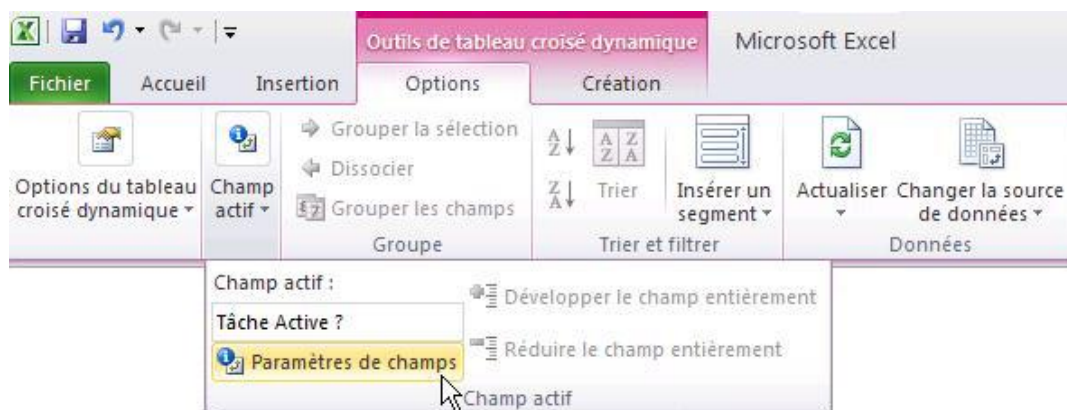 Outils de tableau croisé dynamique
Microsoft Excel
Fichier
Accueil
Insertion
Options
Création
Options du tableau
croisé dynamique
Champ
actif
Grouper la sélection
Dissocier
Grouper les champs
Groupe
A
Z
Z
A
A Z
Z A
Trier
Insérer un
segment
Trier et filtrer
Actualiser
Changer la source
de données
Données
Champ actif :
Tâche Active ?
Paramètres de champs
Développer le champ entièrement
Réduire le champ entièrement
Champ actif